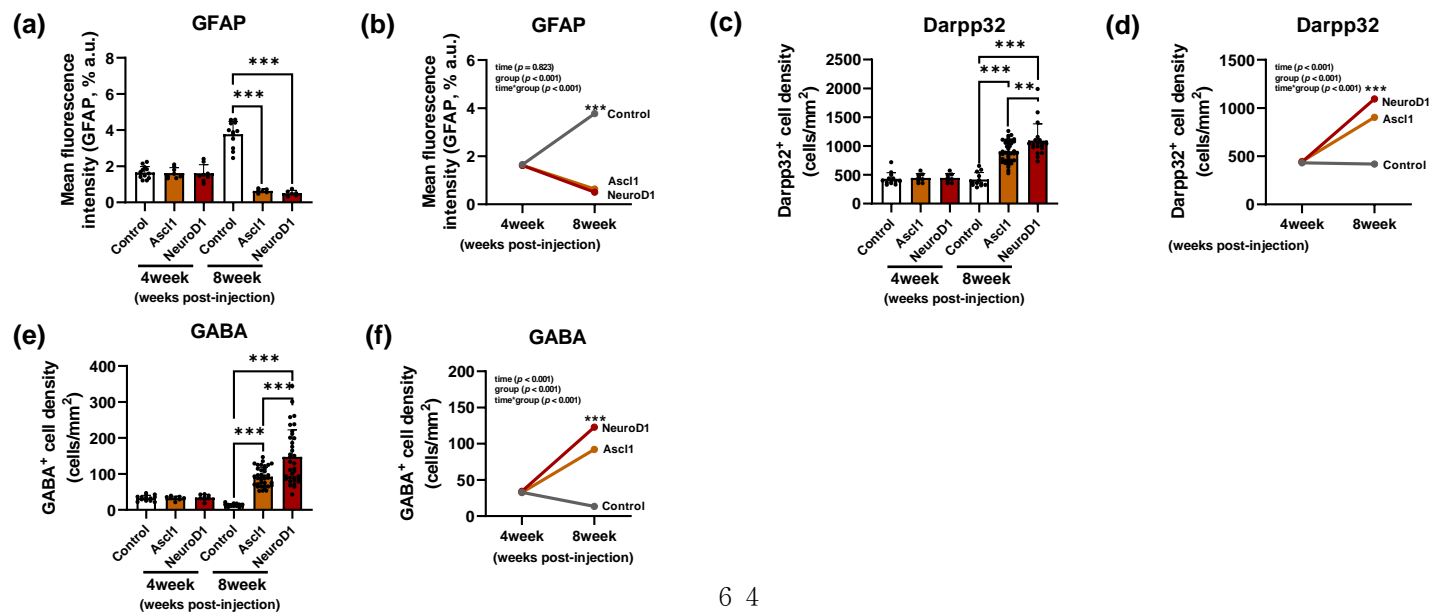 (a)
GFAP
Mean fluorescence
intensity (GFAP, % a.u.)
8
6
4
2
0
***
***
Control
Ascl1
NeuroD1
Control
Ascl1
NeuroD1
4week
8week
(weeks post-injection)
(b)
GFAP
Mean fluorescence
intensity (GFAP, % a.u.)
time (p = 0.823)
group (p < 0.001)
time*group (p < 0.001)
6
4
2
0
***
Control
Ascl1
NeuroD1
4week
8week
(weeks post-injection)
(c)
Darpp32
Darpp32+ cell density
(cells/mm2)
2500
2000
1500
1000
500
0
***
***
**
Control
Ascl1
NeuroD1
Control
Ascl1
NeuroD1
4week
8week
(weeks post-injection)
(d)
Darpp32
Darpp32+ cell density
(cells/mm2)
time (p < 0.001)
group (p < 0.001)
time*group (p < 0.001)
1500
1000
500
0
***
NeuroD1
Ascl1
Control
4week
8week
(weeks post-injection)
(e)
GABA
GABA+ cell density
(cells/mm2)
400
300
200
100
0
***
***
***
Control
Ascl1
NeuroD1
Control
Ascl1
NeuroD1
4week
8week
(weeks post-injection)
(f)
GABA
GABA+ cell density
(cells/mm2)
time (p < 0.001)
group (p < 0.001)
time*group (p < 0.001)
200
150
100
50
0
***
NeuroD1
Ascl1
Control
4week
8week
(weeks post-injection)
6 4